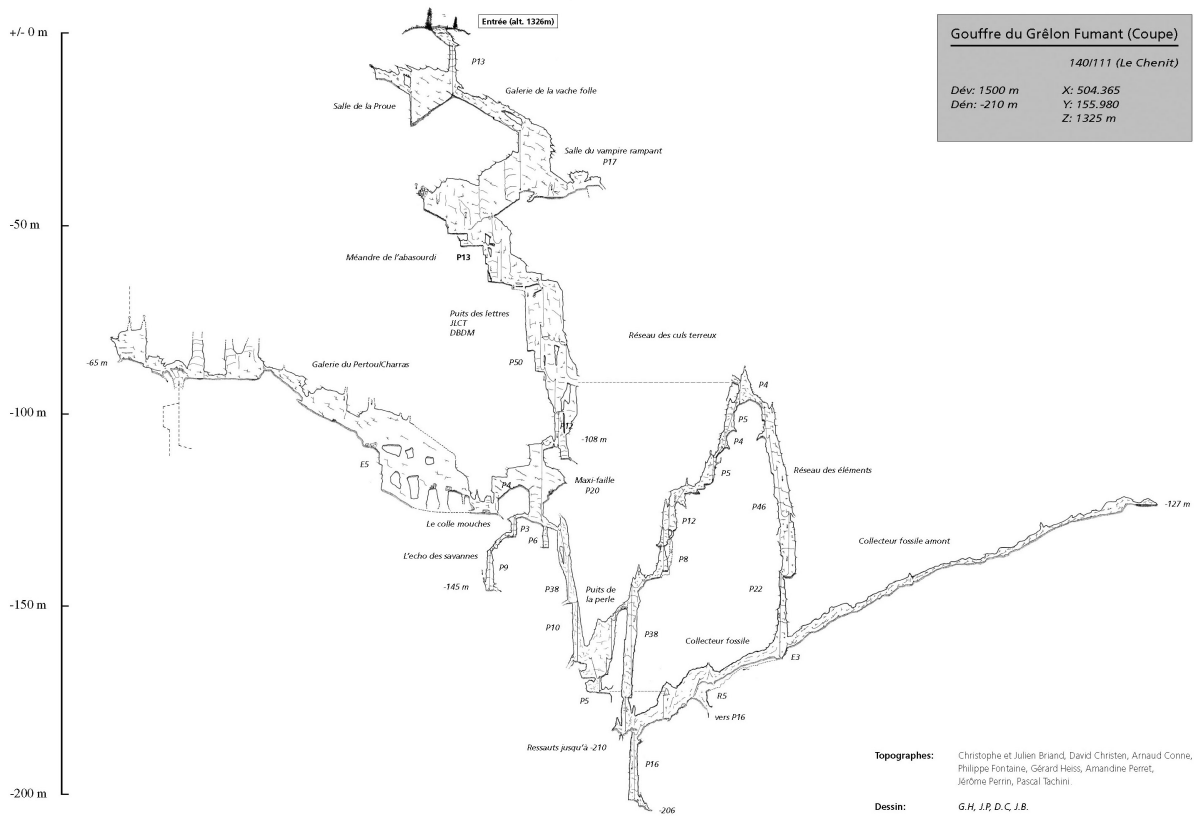 +/- 0 m
Entrée (alt. 1326m)
Gouffre du Grêlon Fumant (Coupe)
140/111 (Le Chenit)
Dév: 1500 m
X: 504.365
Dén: -210 m
Y: 155.980
Z: 1325 m
P13
Galerie de la vache folle
Salle de la Proue
Salle du vampire rampant
P17
?
-50 m
Méandre de l'abasourdi
P13
Puits des lettres
JLCT
DBDM
Réseau des culs terreux
-65 m
Galerie du Pertou/Charras
P50
P4
-100 m
P12
P5
-108 m
P4
E5
P5
Réseau des éléments
P4
Maxi-faille
P20
P46
-127 m
Le colle mouches
P12
P3
P6
Collecteur fossile amont
L'echo des savannes
P9
P8
-145 m
P38
Puits de
la perle
P22
-150 m
P10
P38
Collecteur fossile
E3
P5
R5
vers P16
Ressauts jusqu'à -210
P16
Topographes:
Christophe et Julien Briand, David Christen, Arnaud Conne,
Philippe Fontaine, Gérard Heiss, Amandine Perret,
Jérôme Perrin, Pascal Tachini.
-200 m
-206
Dessin:
G.H, J.P, D.C, J.B.